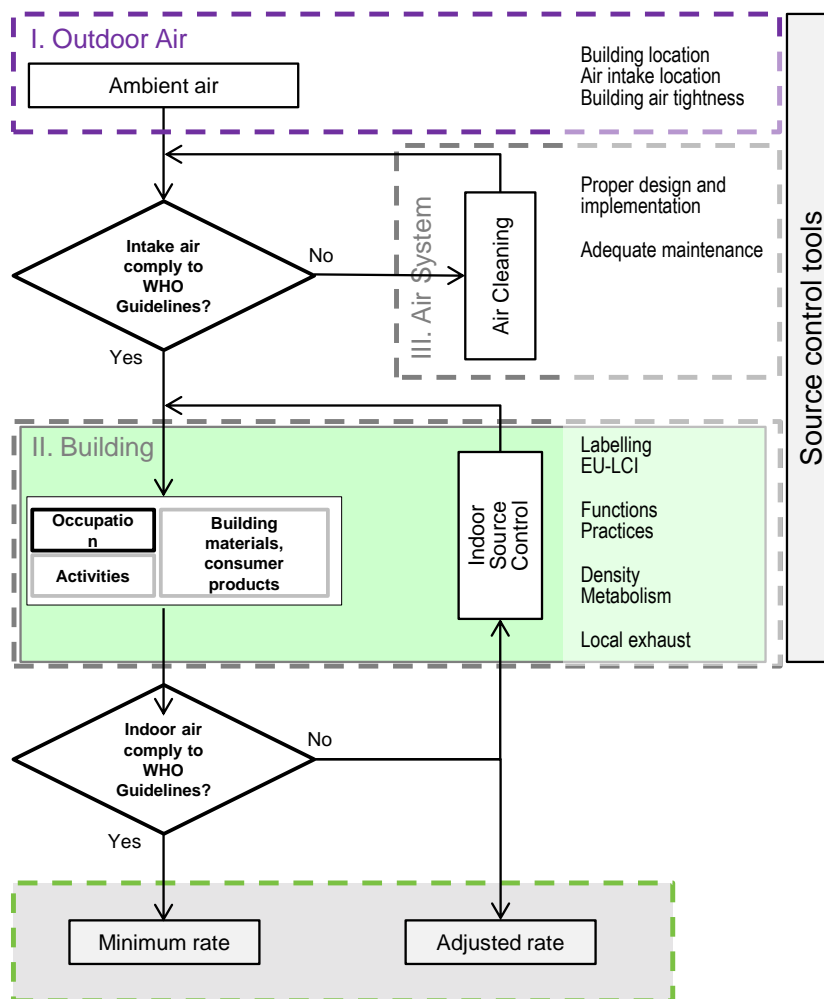 I. Outdoor Air
Ambient air
Building location
Air intake location
Building air tightness
Intake air
comply to
WHO
Guidelines?
No
Yes
III. Air System
Air Cleaning
Proper design and
implementation
Adequate maintenance
Source control tools
II. Building
Occupatio
n
Activities
Building
materials,
consumer
products
Indoor
Source
Control
Labelling
EU-LCI
Functions
Practices
Density
Metabolism
Local exhaust
Indoor air
comply to
WHO
Guidelines?
No
Yes
Minimum rate
Adjusted rate